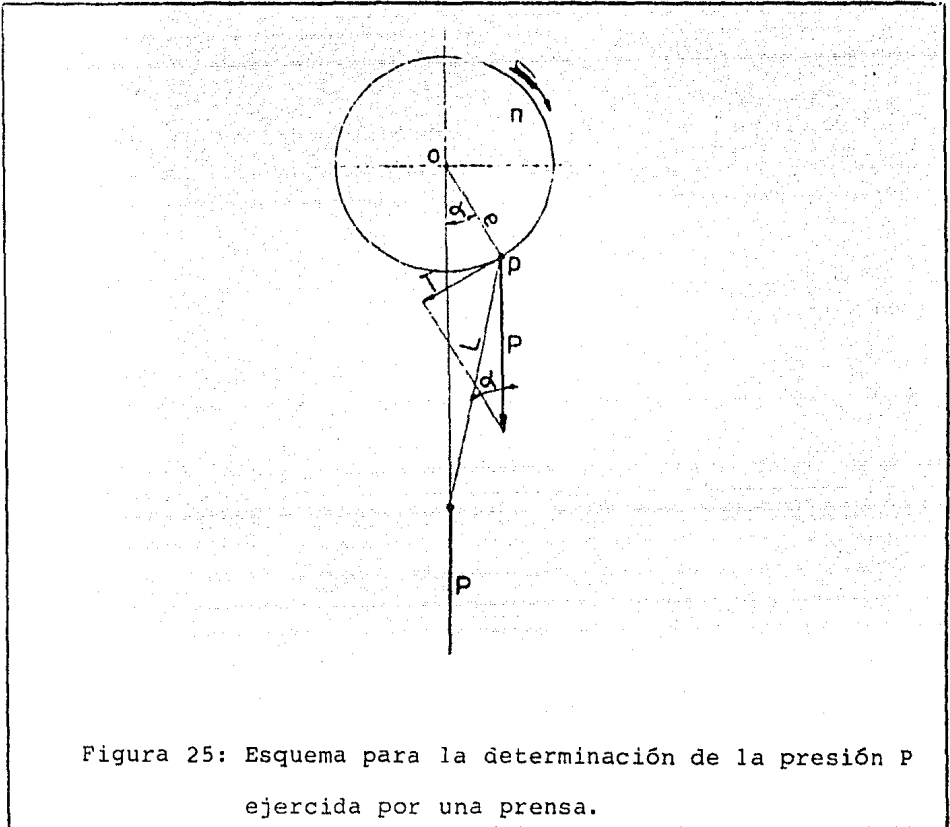 n
o
α
e
p
T
L
P
α
P
Figura 25: Esquema para la determinación de la presión P
ejercida por una prensa.